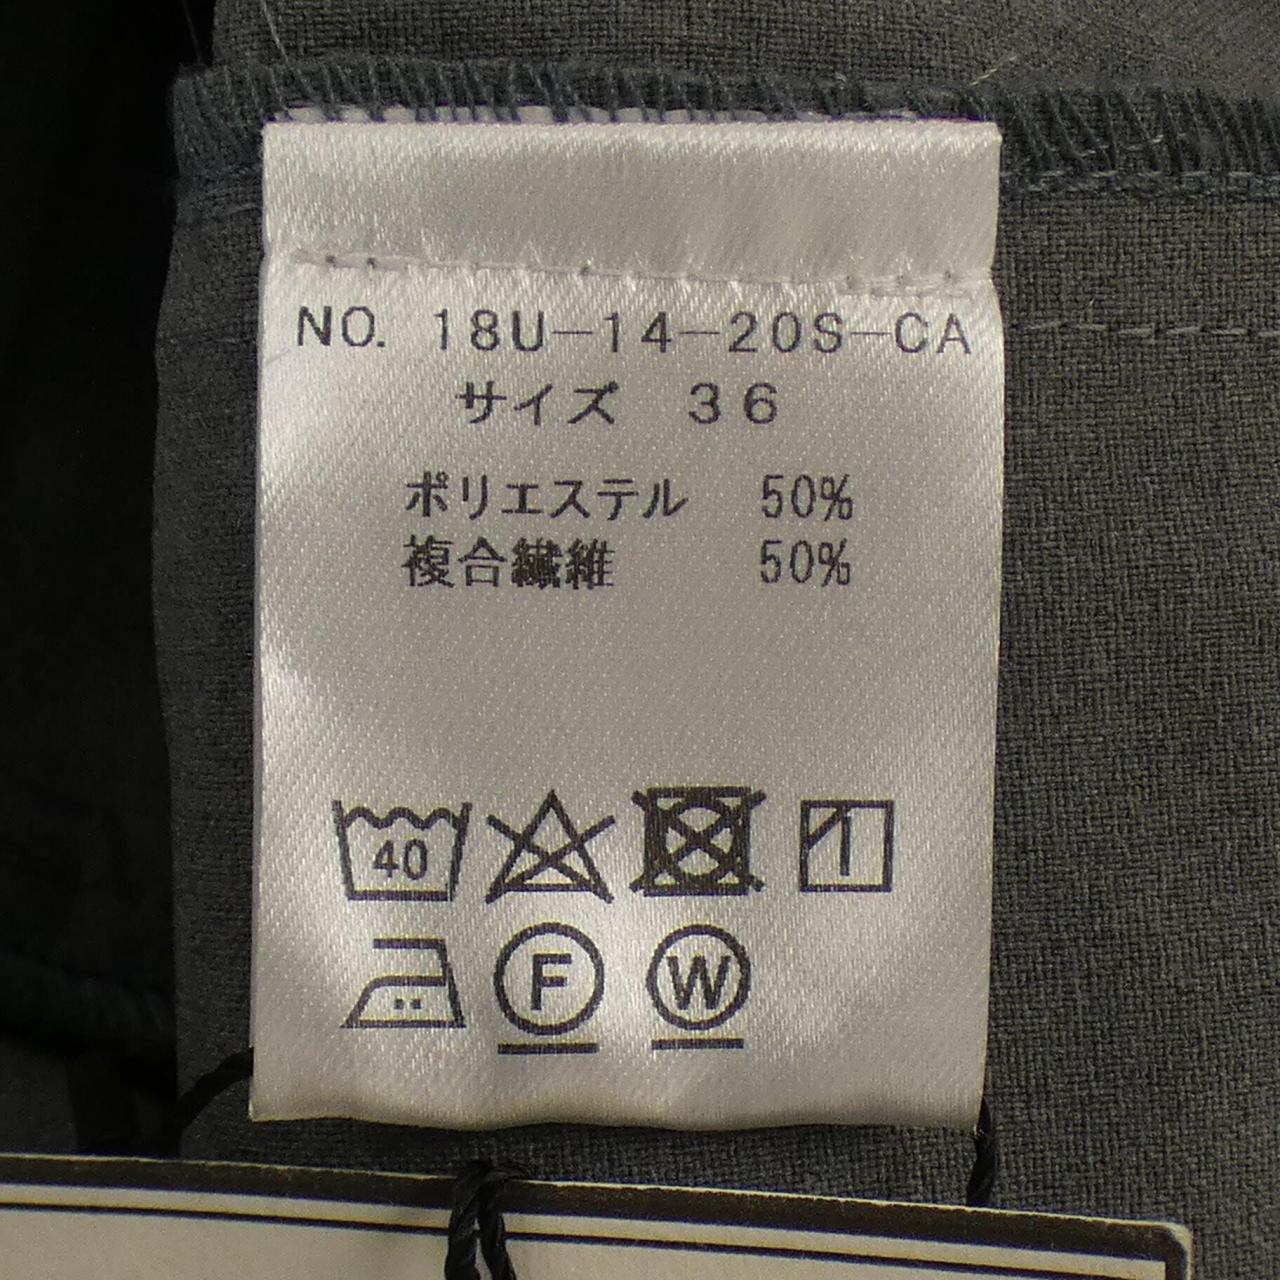 NO. 18U-14-20S-CA
サイズ 36
ポリエステル 50%
複合繊維 50%
40
F W